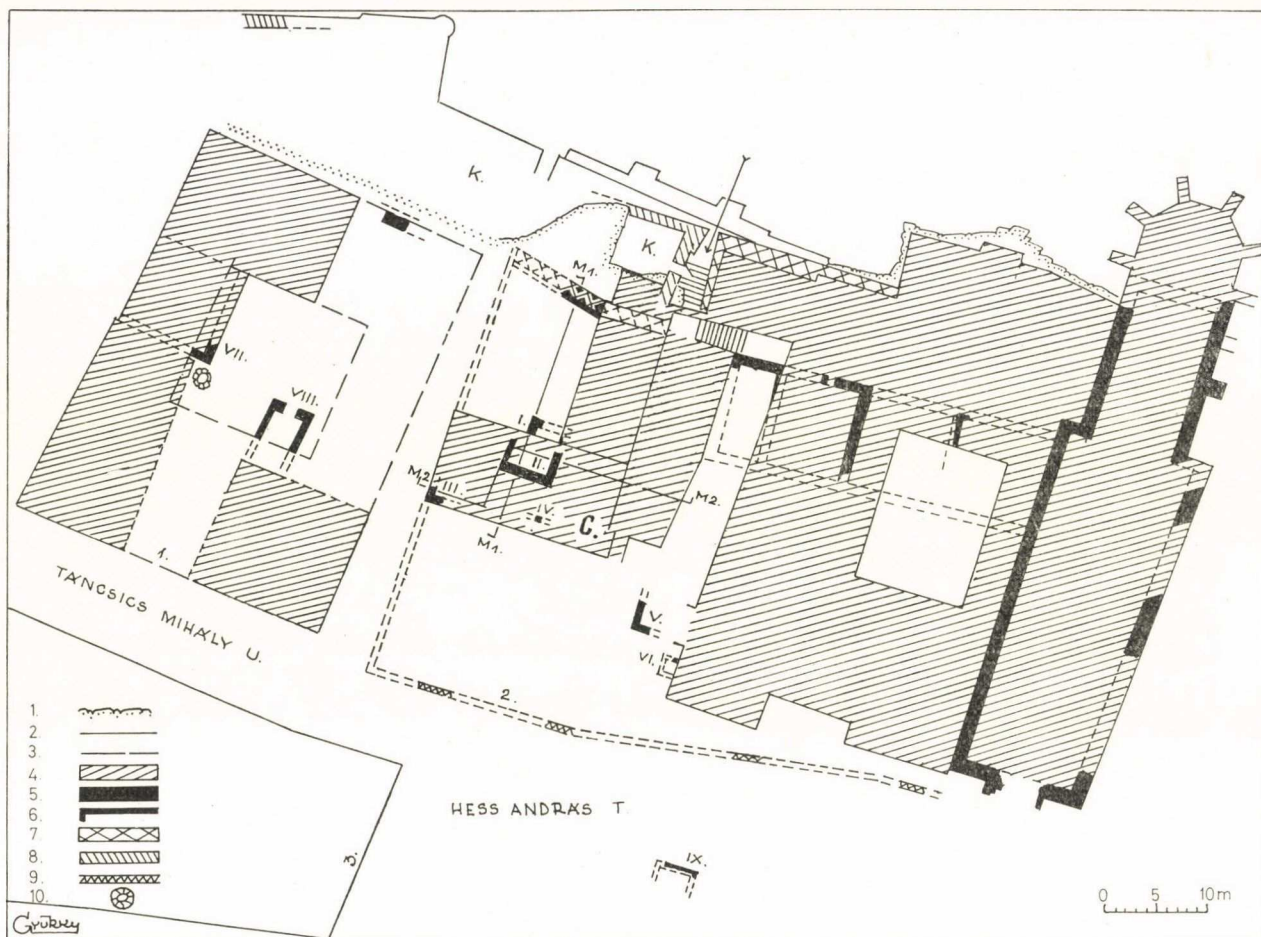 K.
Y
K.
M1.
VII.
VIII.
I.
II.
M2
III.
IV.
C.
M2.
M1.
1.
TÁNCSICS MIHÁLY U.
V.
VI.
2.
1.
2.
3.
4.
5.
6.
7.
8.
9.
10.
HESS ANDRÁS T.
3.
IX.
0 5 10m